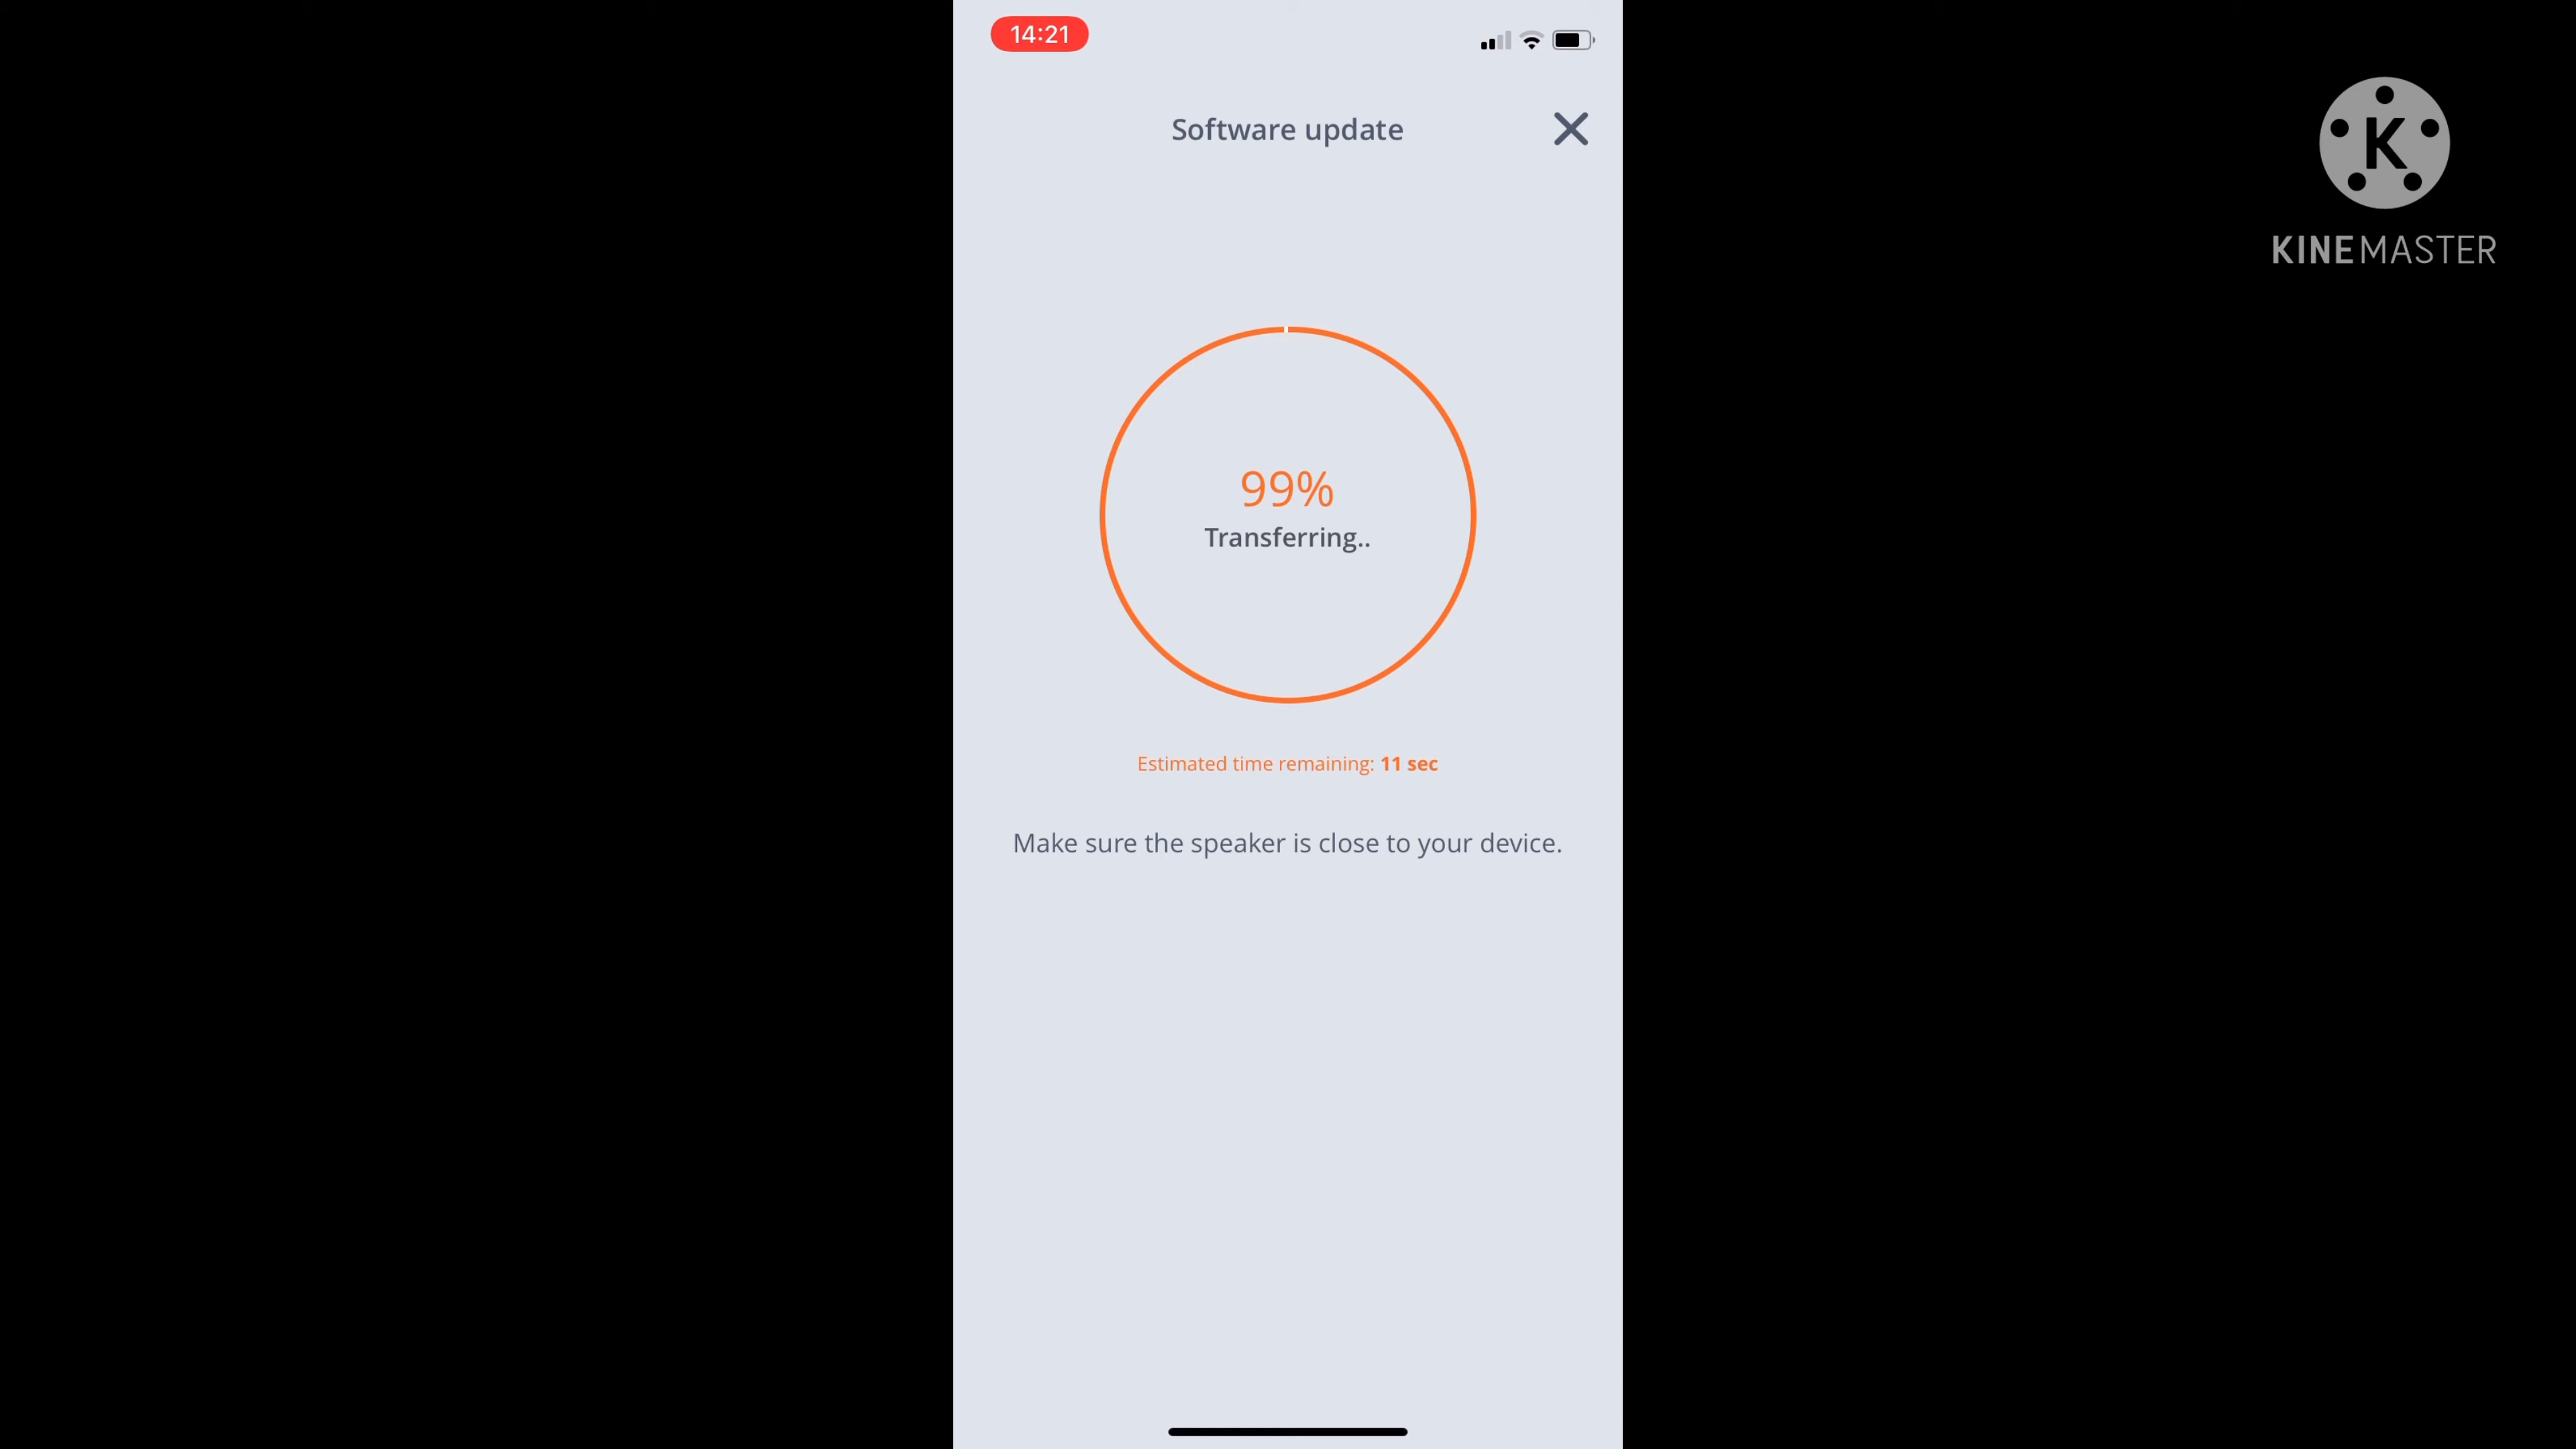 14:21
Software update
K
KINEMASTER
99%
Transferring..
Estimated time remaining: 11 sec
Make sure the speaker is close to your device.